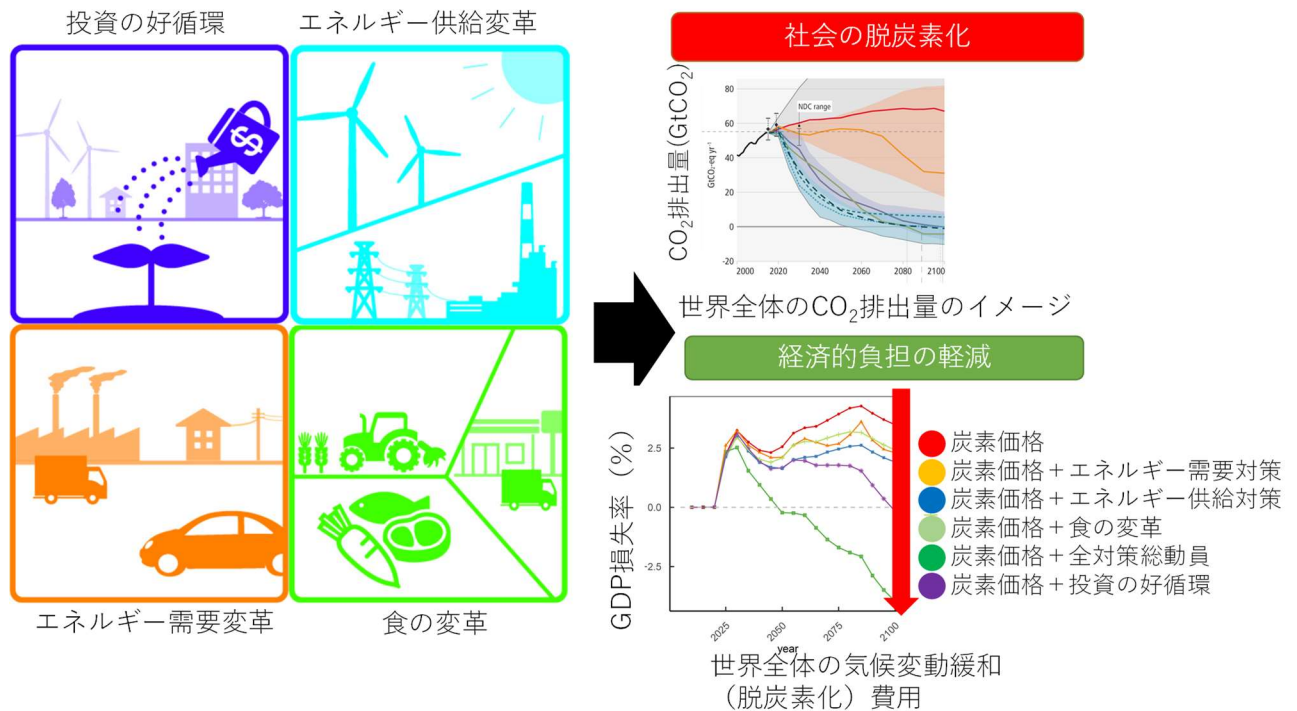 投資の好循環
エネルギー供給変革
$
エネルギー需要変革
食の変革
社会の脱炭素化
CO₂排出量(GtCO₂)
GtCO₂-eq yr⁻¹
80
60
40
20
0
-20
NDC range
2000 2020 2040 2060 2080 2100
世界全体のCO₂排出量のイメージ
経済的負担の軽減
GDP損失率（%）
2.5
0.0
-2.5
2025 2050 2075 2100
year
炭素価格
炭素価格＋エネルギー需要対策
炭素価格＋エネルギー供給対策
炭素価格＋食の変革
炭素価格＋全対策総動員
炭素価格＋投資の好循環
世界全体の気候変動緩和
（脱炭素化）費用